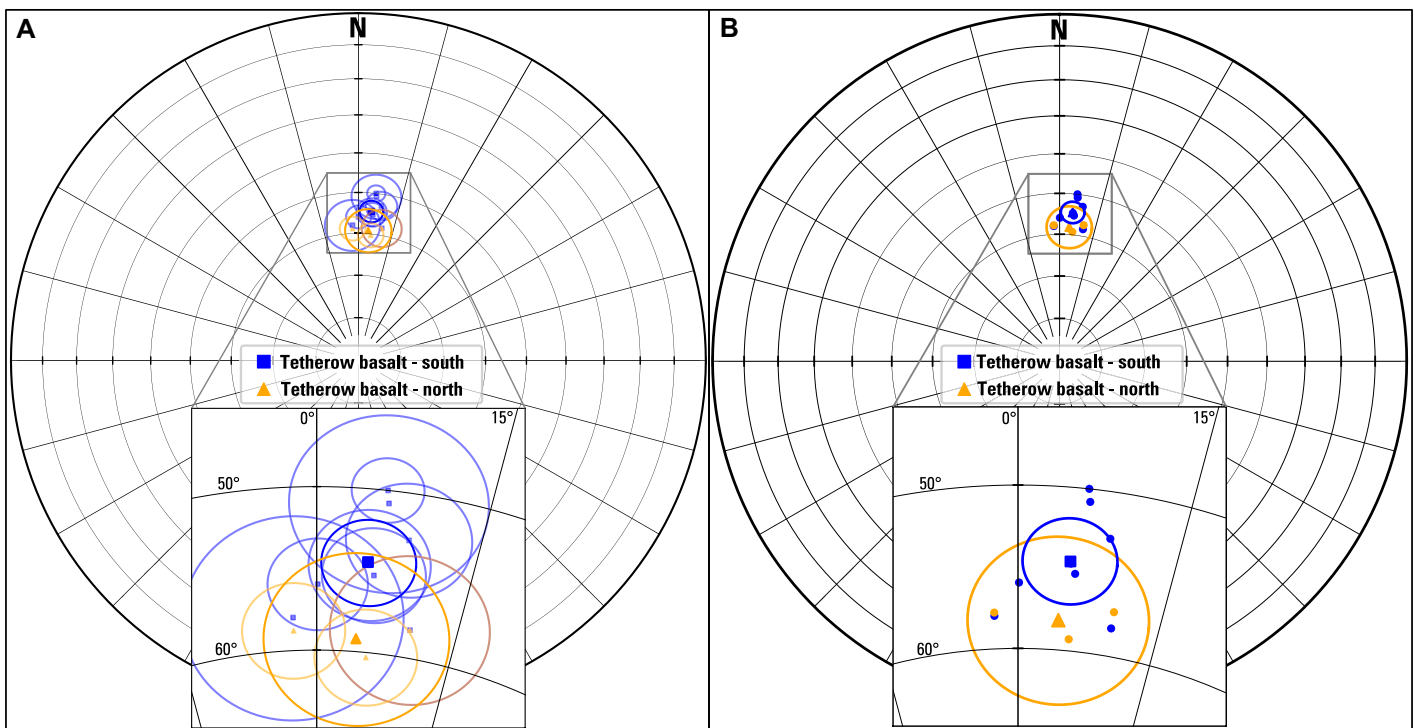 A
N
Tetherow basalt - south
Tetherow basalt - north
0°
15°
50°
60°
B
N
Tetherow basalt - south
Tetherow basalt - north
0°
15°
50°
60°